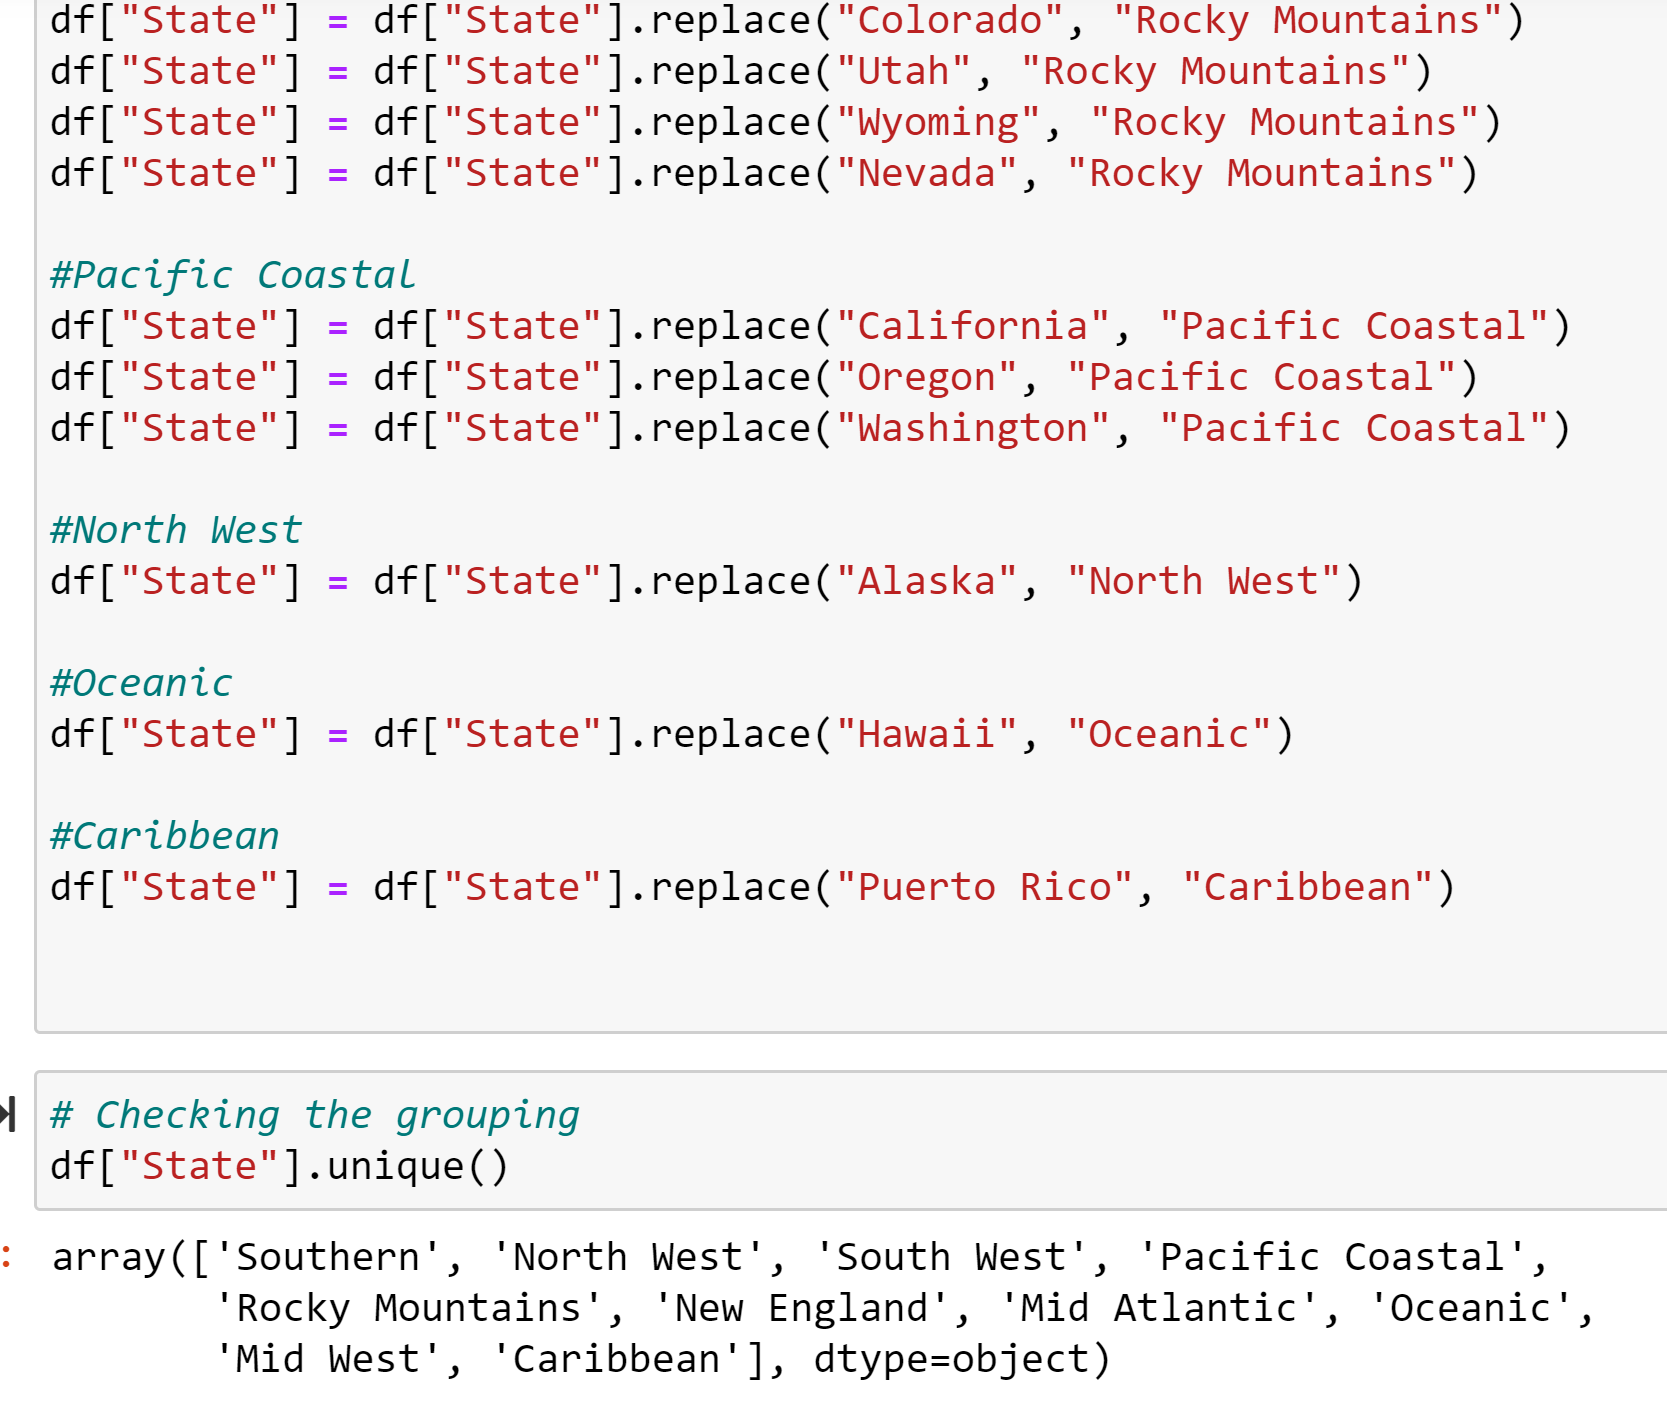 df["State"] = df["State"].replace("Colorado", "Rocky Mountains")
df["State"] = df["State"].replace("Utah", "Rocky Mountains")
df["State"] = df["State"].replace("Wyoming", "Rocky Mountains")
df["State"] = df["State"].replace("Nevada", "Rocky Mountains")
#Pacific Coastal
df["State"] = df["State"].replace("California", "Pacific Coastal")
df["State"] = df["State"].replace("Oregon", "Pacific Coastal")
df["State"] = df["State"].replace("Washington", "Pacific Coastal")
#North West
df["State"] = df["State"].replace("Alaska", "North West")
#Oceanic
df["State"] = df["State"].replace("Hawaii", "Oceanic")
#Caribbean
df["State"] = df["State"].replace("Puerto Rico", "Caribbean")
# Checking the grouping
df["State"].unique()
: array(['Southern', 'North West', 'South West', 'Pacific Coastal',
'Rocky Mountains', 'New England', 'Mid Atlantic', 'Oceanic',
'Mid West', 'Caribbean'], dtype=object)